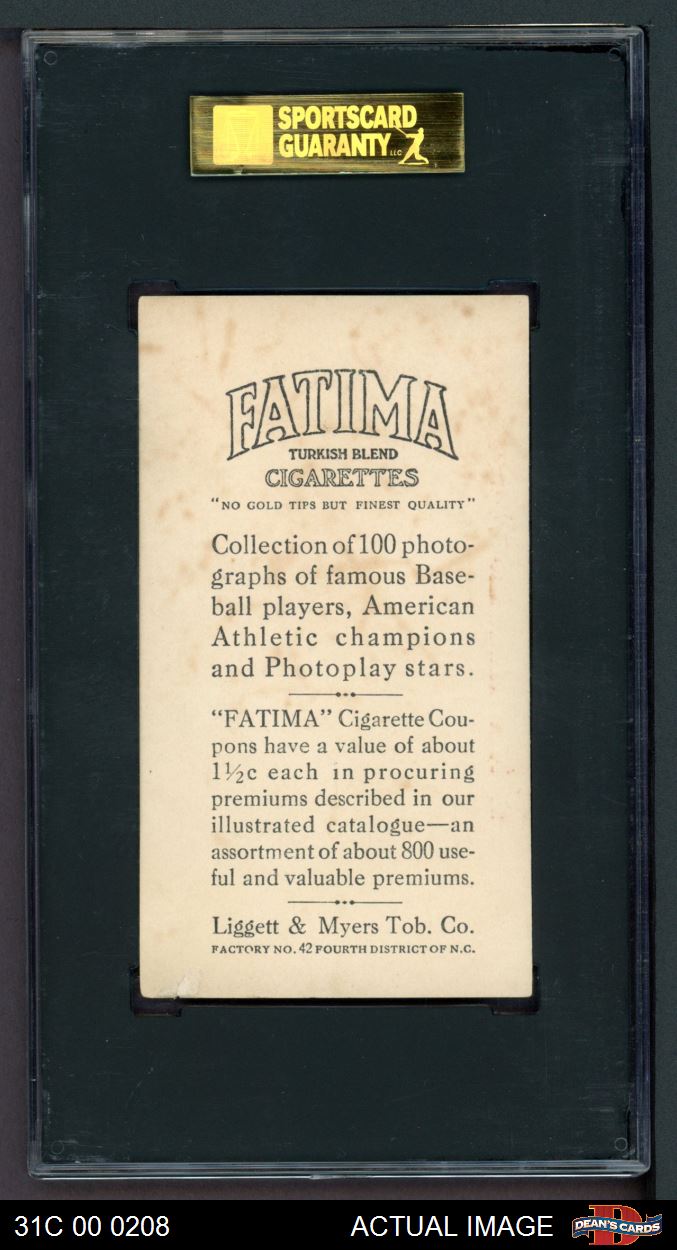 SPORTSCARD
GUARANTY LLC
FATIMA
TURKISH BLEND
CIGARETTES
"NO GOLD TIPS BUT FINEST QUALITY"
Collection of 100 photo-
graphs of famous Base-
ball players, American
Athletic champions
and Photoplay stars.
"FATIMA" Cigarette Cou-
pons have a value of about
1½c each in procuring
premiums described in our
illustrated catalogue—an
assortment of about 800 use-
ful and valuable premiums.
Liggett & Myers Tob. Co.
FACTORY NO. 42 FOURTH DISTRICT OF N.C.
31C 00 0208 ACTUAL IMAGE DEAN'S CARDS